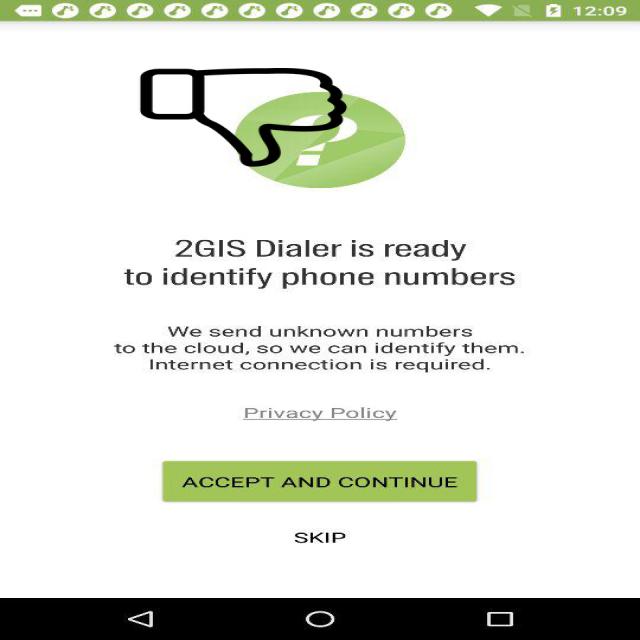 12:09
?
2GIS Dialer is ready
to identify phone numbers
We send unknown numbers
to the cloud, so we can identify them.
Internet connection is required.
Privacy Policy
ACCEPT AND CONTINUE
SKIP